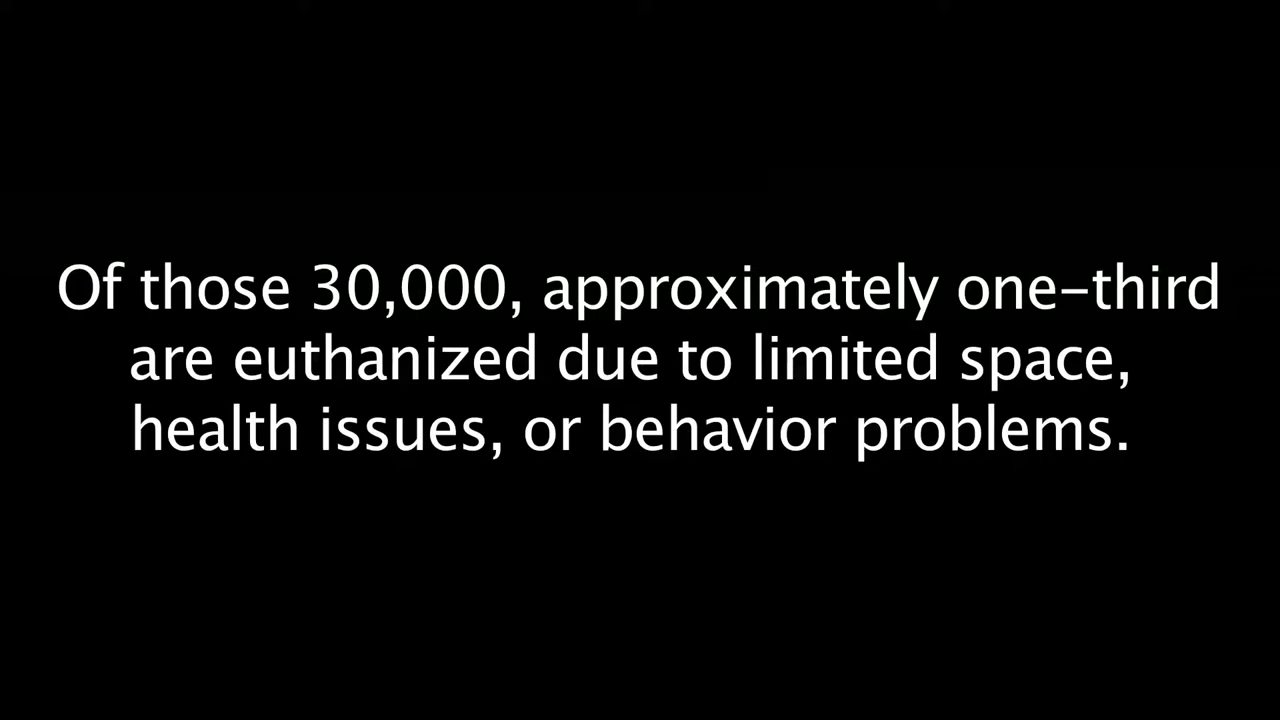 Of those 30,000, approximately one-third
are euthanized due to limited space,
health issues, or behavior problems.